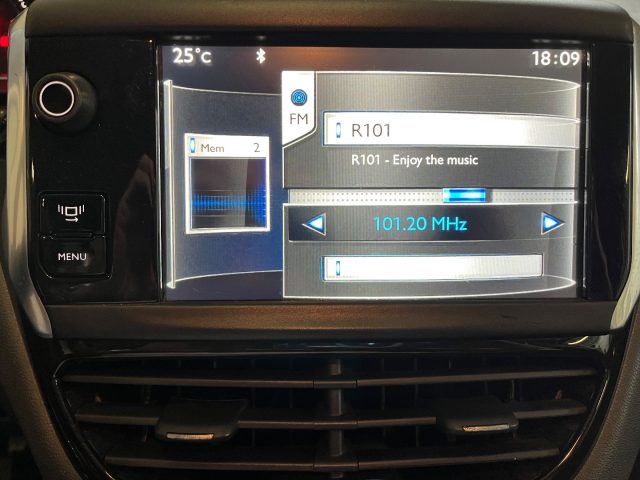 25°C 18:09
FM
R101
Mem 2
R101 - Enjoy the music
101.20 MHz
MENU